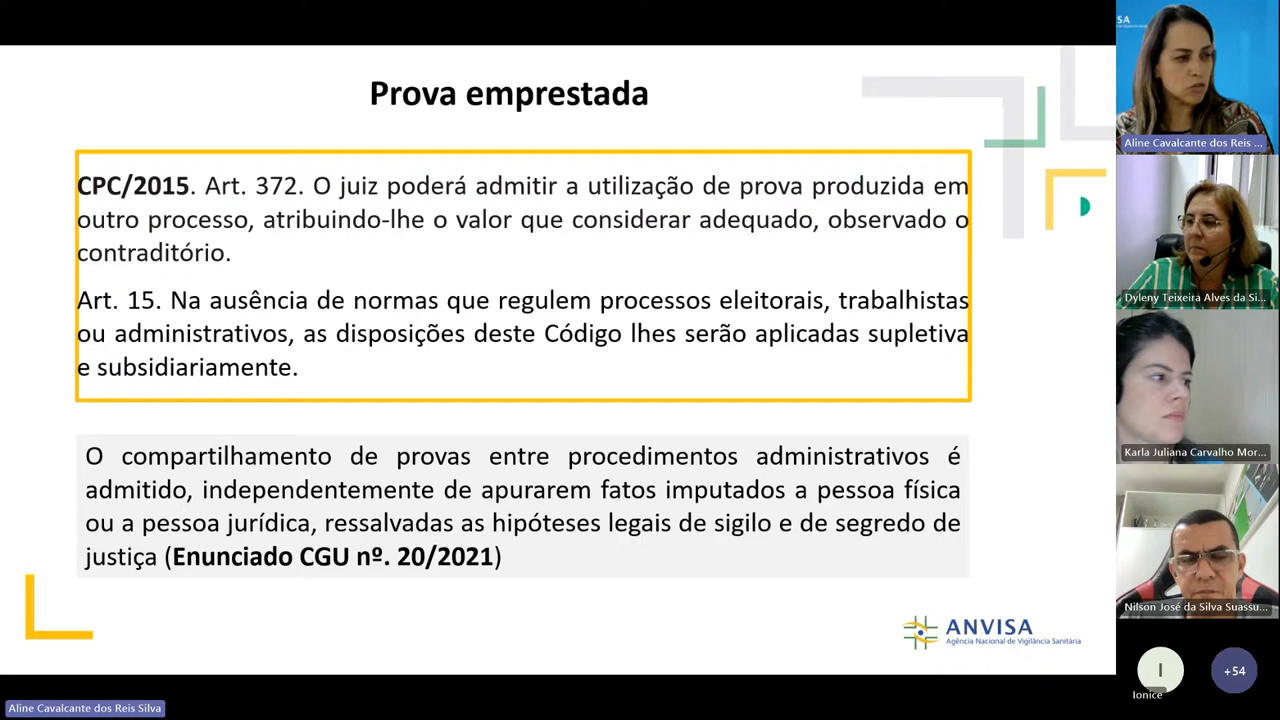 Prova emprestada
CPC/2015. Art. 372. O juiz poderá admitir a utilização de prova produzida em
outro processo, atribuindo-lhe o valor que considerar adequado, observado o
contraditório.
Art. 15. Na ausência de normas que regulem processos eleitorais, trabalhistas
ou administrativos, as disposições deste Código lhes serão aplicadas supletiva
e subsidiariamente.
O compartilhamento de provas entre procedimentos administrativos é
admitido, independentemente de apurarem fatos imputados a pessoa física
ou a pessoa jurídica, ressalvadas as hipóteses legais de sigilo e de segredo de
justiça (Enunciado CGU nº. 20/2021)
ANVISA
Agência Nacional de Vigilância Sanitária
Aline Cavalcante dos Reis Silva
SA
Aline Cavalcante dos Reis ...
Dyleny Teixeira Alves da Si...
Karla Juliana Carvalho Mor...
Nilson José da Silva Suassu...
I
Ionice
+54